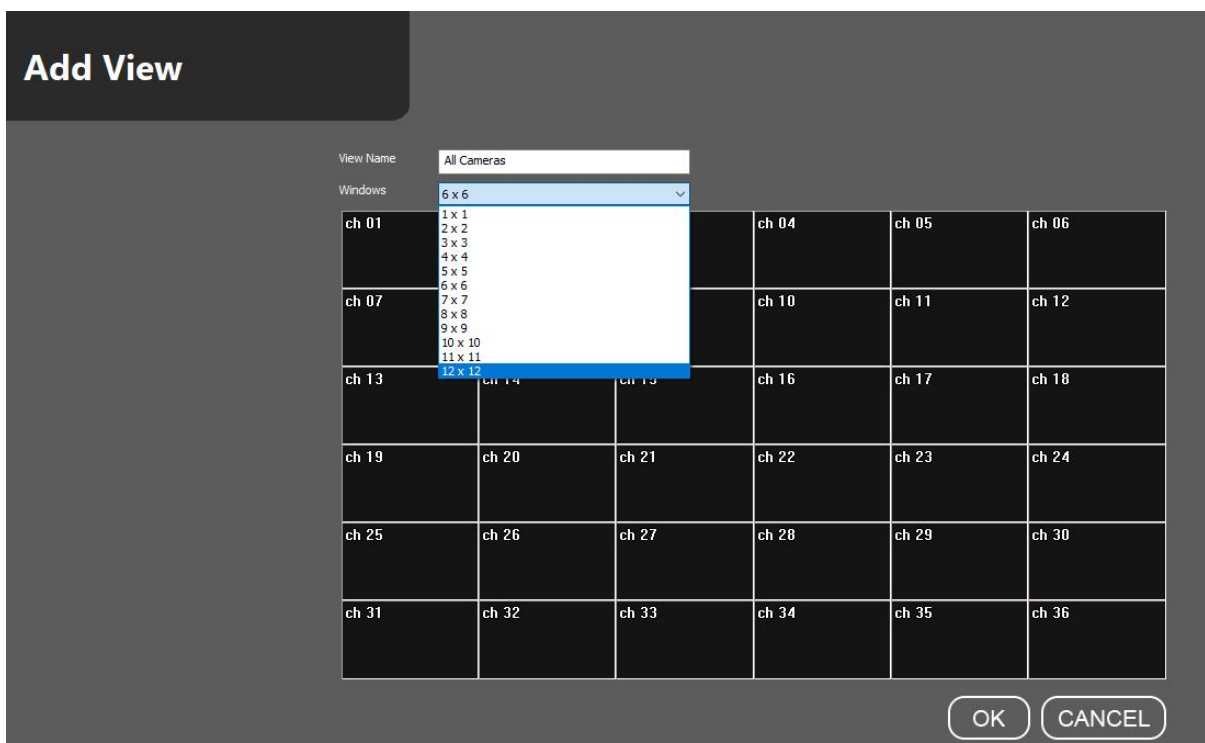 Add View
View Name
All Cameras
Windows
6 x 6
1 x 1
2 x 2
3 x 3
4 x 4
5 x 5
6 x 6
7 x 7
8 x 8
9 x 9
10 x 10
11 x 11
12 x 12
ch 01
ch 04
ch 05
ch 06
ch 07
ch 10
ch 11
ch 12
ch 13
ch 14
ch 15
ch 16
ch 17
ch 18
ch 19
ch 20
ch 21
ch 22
ch 23
ch 24
ch 25
ch 26
ch 27
ch 28
ch 29
ch 30
ch 31
ch 32
ch 33
ch 34
ch 35
ch 36
OK
CANCEL